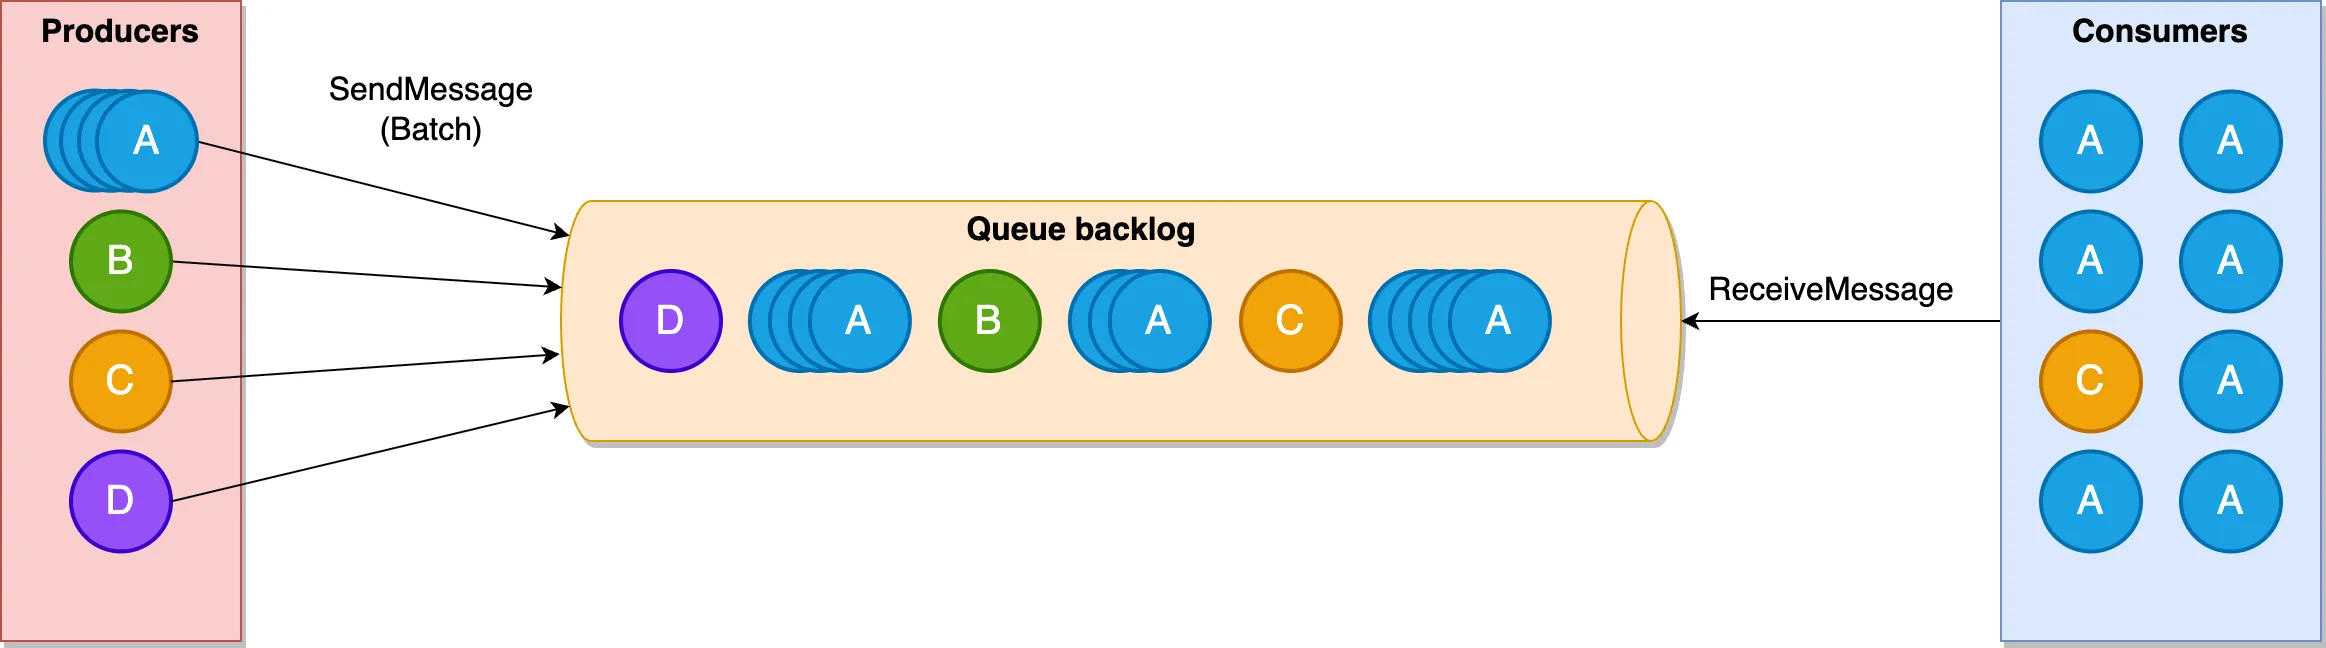 Producers
A
B
C
D
SendMessage
(Batch)
Queue backlog
D
A
B
A
C
A
ReceiveMessage
Consumers
A A
A A
C A
A A